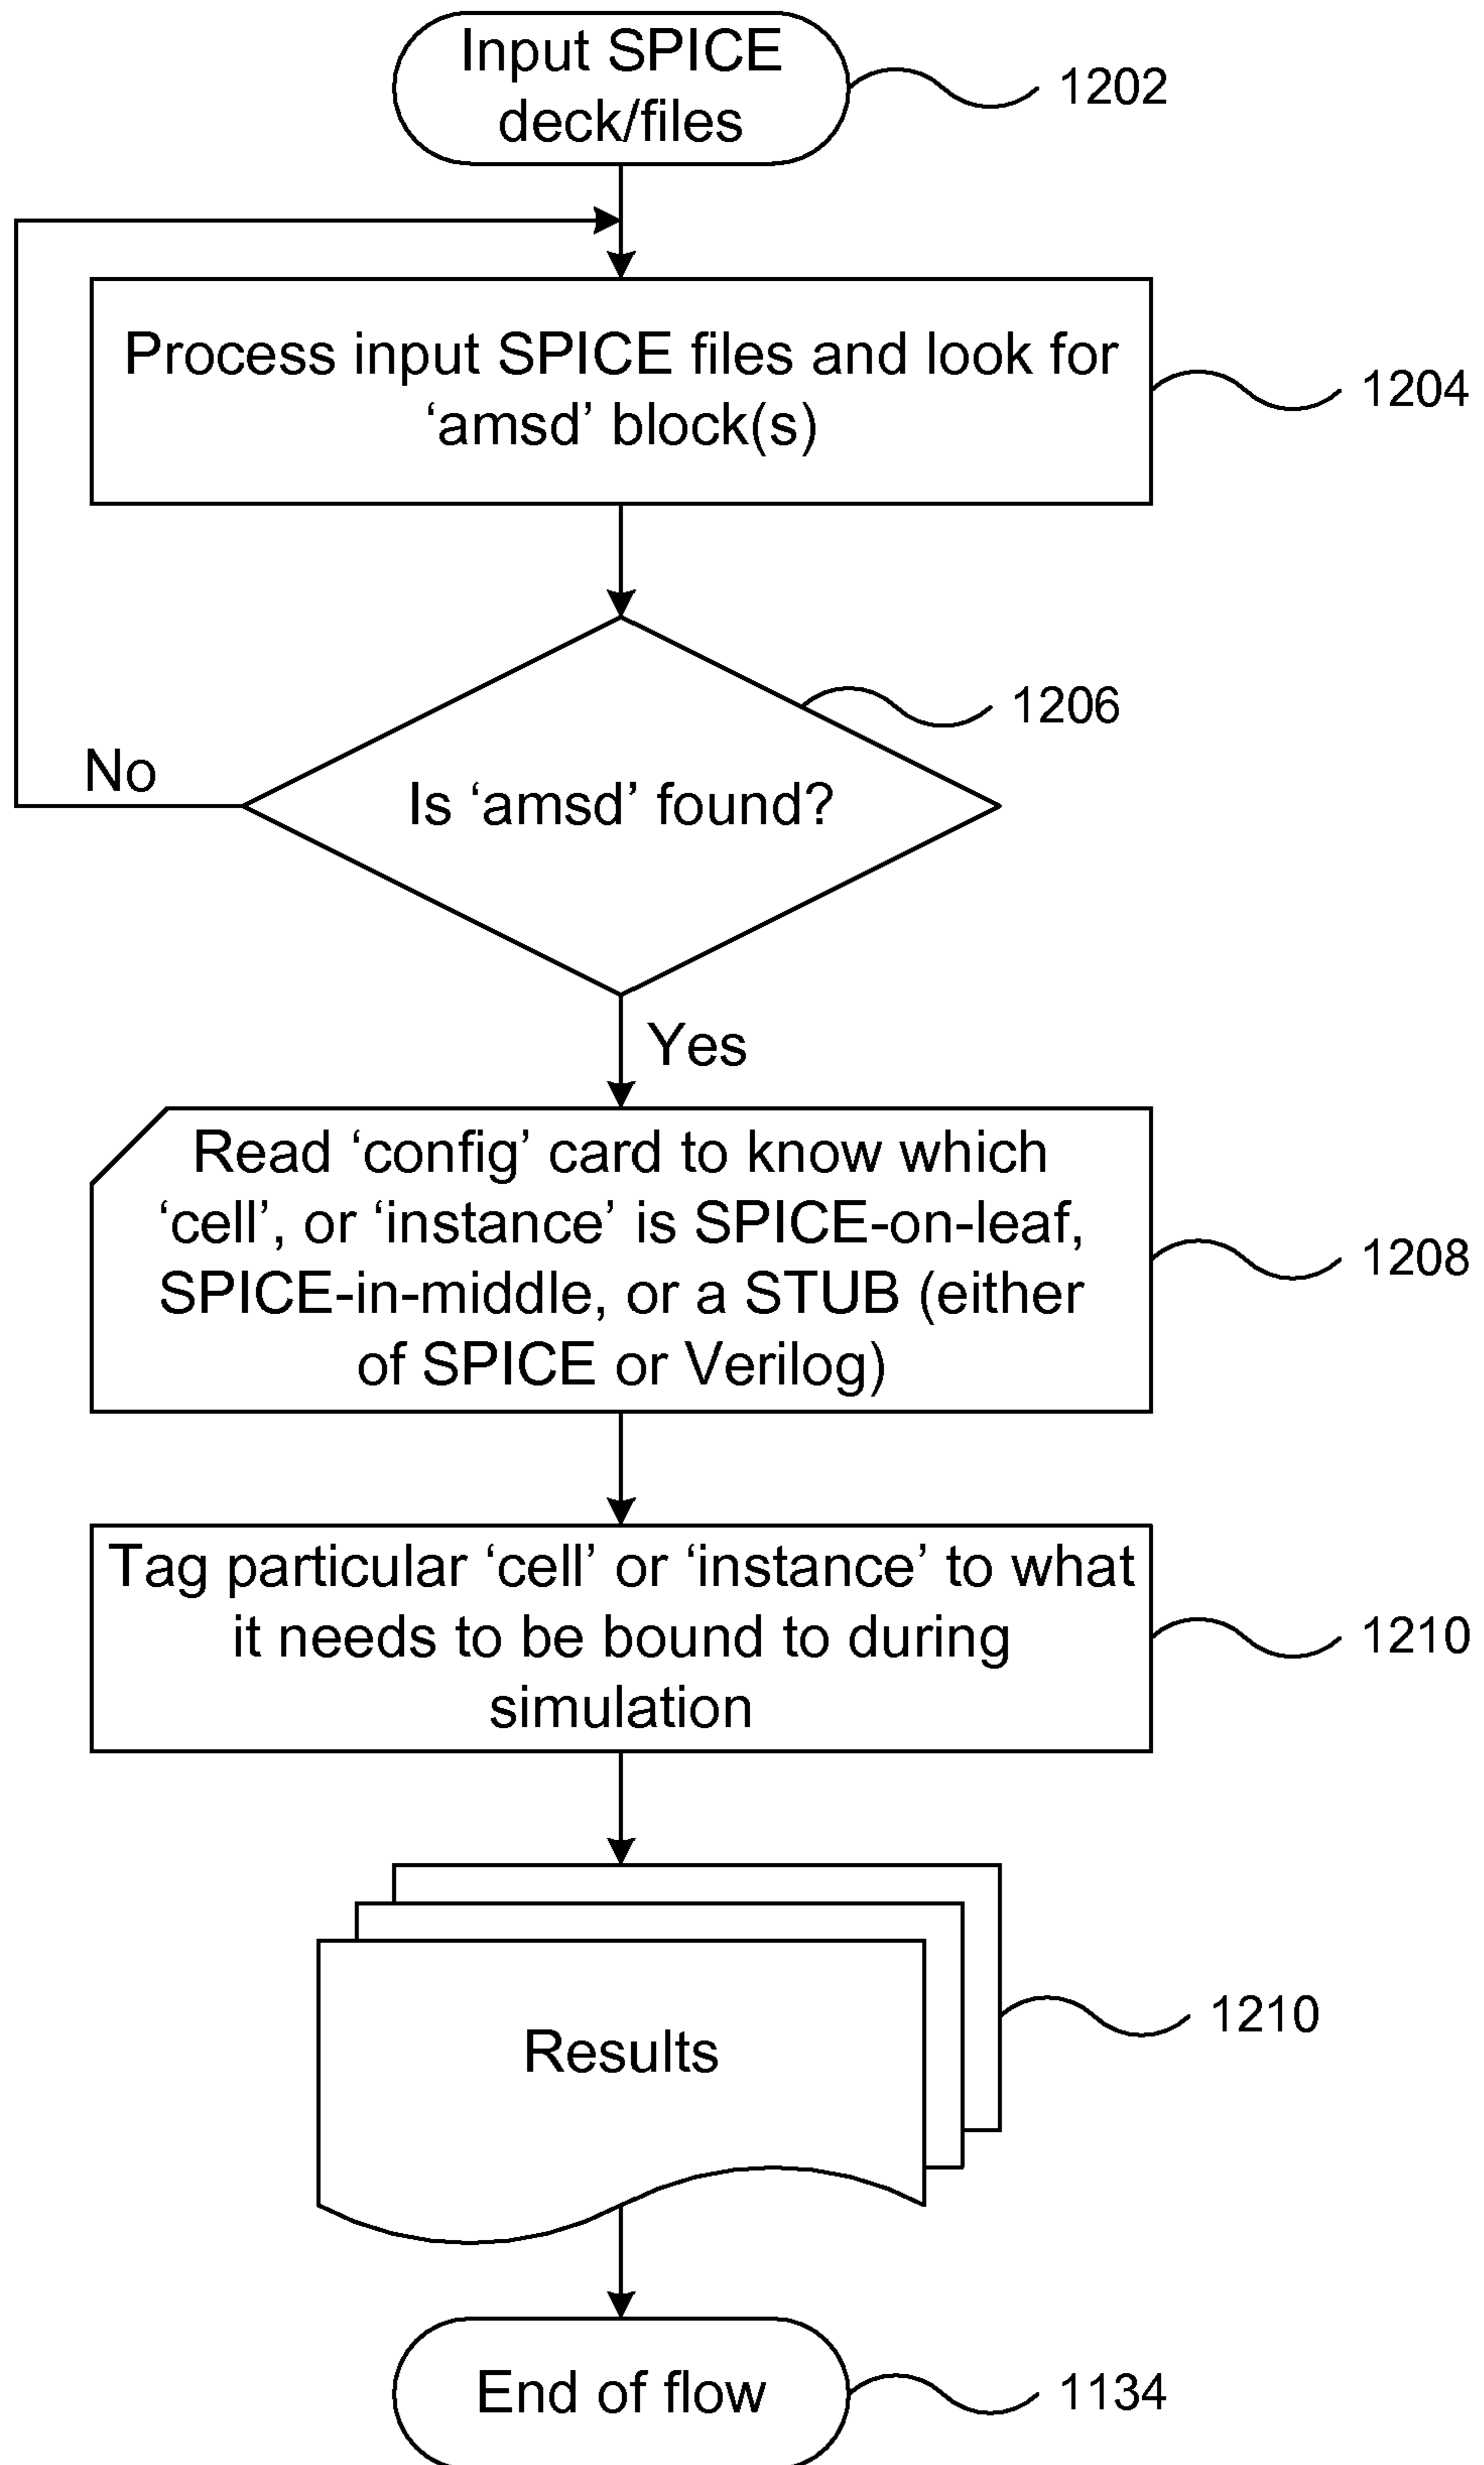 Input SPICE
deck/files
1202
Process input SPICE files and look for
‘amsd’ block(s)
1204
1206
Is ‘amsd’ found?
No
Yes
Read ‘config’ card to know which
‘cell’, or ‘instance’ is SPICE-on-leaf,
SPICE-in-middle, or a STUB (either
of SPICE or Verilog)
1208
Tag particular ‘cell’ or ‘instance’ to what
it needs to be bound to during
simulation
1210
Results
1210
End of flow
1134